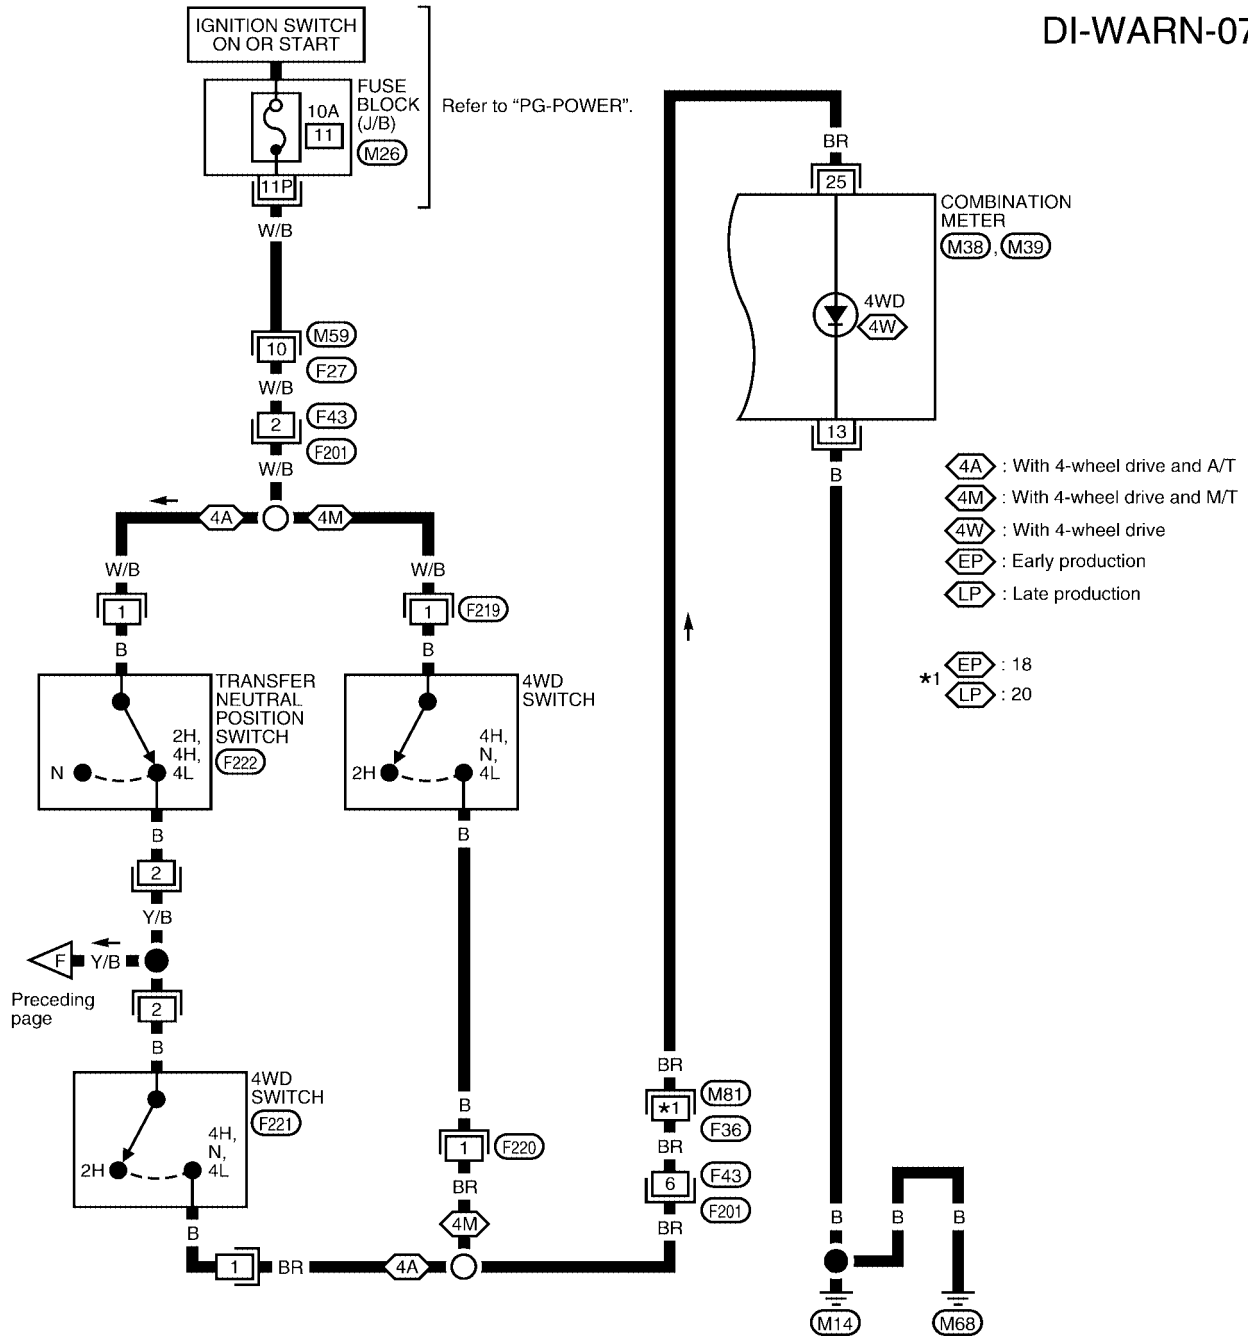 DI-WARN-07
IGNITION SWITCH
ON OR START
FUSE
BLOCK
(J/B)
M26
10A
11
11P
Refer to “PG-POWER”.
W/B
10
M59
F27
W/B
2
F43
F201
W/B
4A
4M
W/B
W/B
1
1
F219
B
B
TRANSFER
NEUTRAL
POSITION
SWITCH
F222
2H,
4H,
4L
N
4WD
SWITCH
4H,
N,
4L
2H
B
B
2
Y/B
F
Y/B
Preceding
page
2
B
4WD
SWITCH
F221
4H,
N,
4L
2H
B
1
BR
4A
B
1
F220
BR
4M
BR
*1
M81
F36
BR
6
F43
F201
BR
BR
25
COMBINATION
METER
M38 , M39
4WD
4W
13
B
4A : With 4-wheel drive and A/T
4M : With 4-wheel drive and M/T
4W : With 4-wheel drive
EP : Early production
LP : Late production
*1
EP : 18
LP : 20
B
B
B
M14
M68